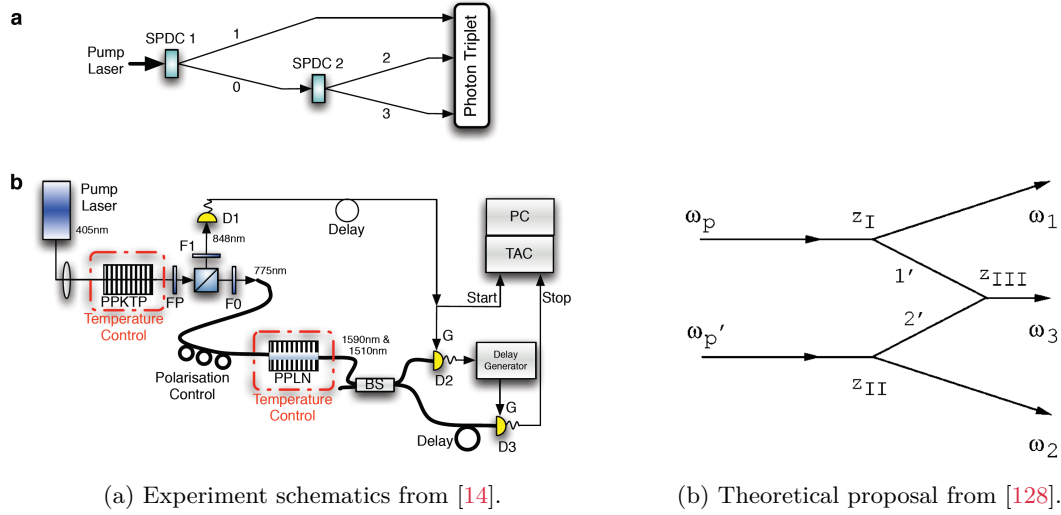 a
SPDC 1
Pump
Laser
1
0
SPDC 2
2
3
Photon Triplet
b
Pump
Laser
405nm
PPKTP
Temperature
Control
FP
F1
D1
848nm
F0
775nm
Delay
PC
TAC
Start
Stop
Polarisation
Control
PPLN
Temperature
Control
1590nm &
1510nm
BS
G
D2
Delay
Generator
G
D3
Delay
ωp
zI
ω1
1'
zIII
2'
ω3
ωp'
zII
ω2
(a) Experiment schematics from [14].
(b) Theoretical proposal from [128].